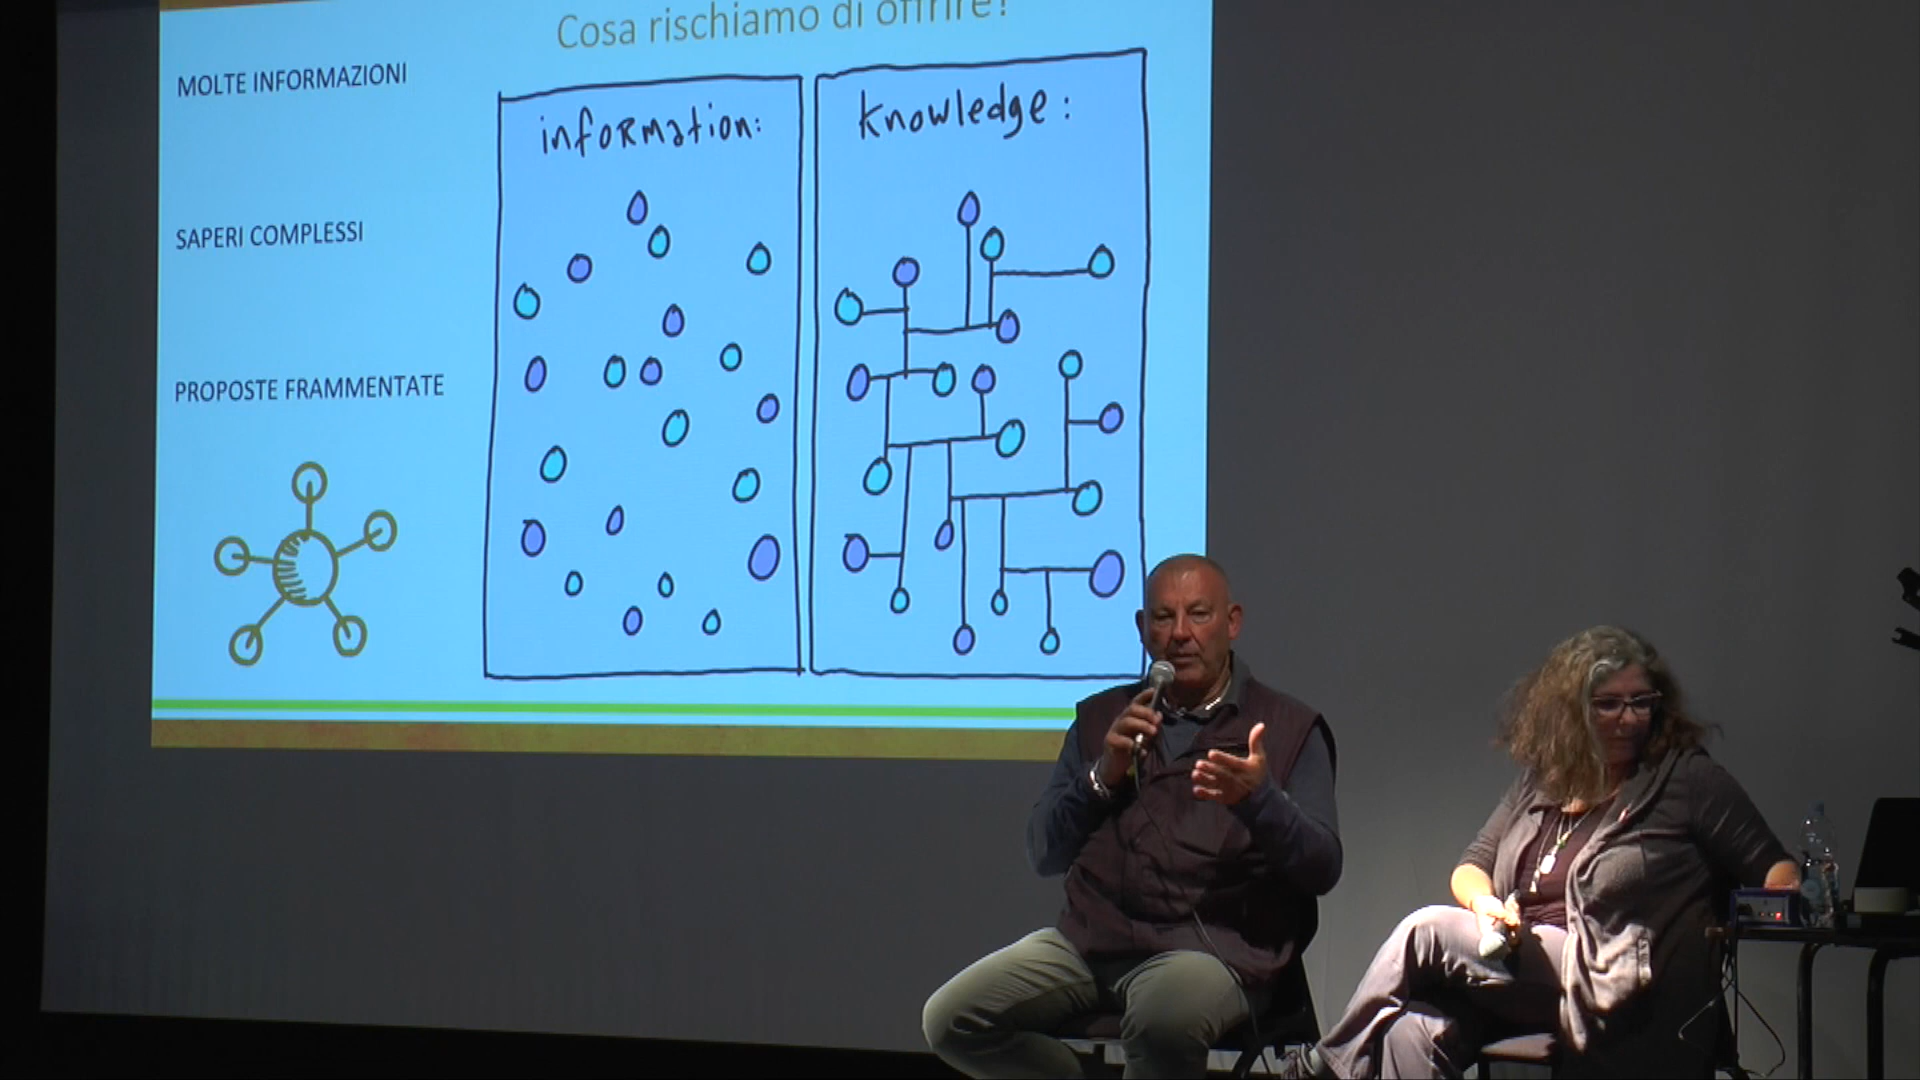 Cosa rischiamo di offrire?
MOLTE INFORMAZIONI
SAPERI COMPLESSI
PROPOSTE FRAMMENTATE
information:
knowledge: